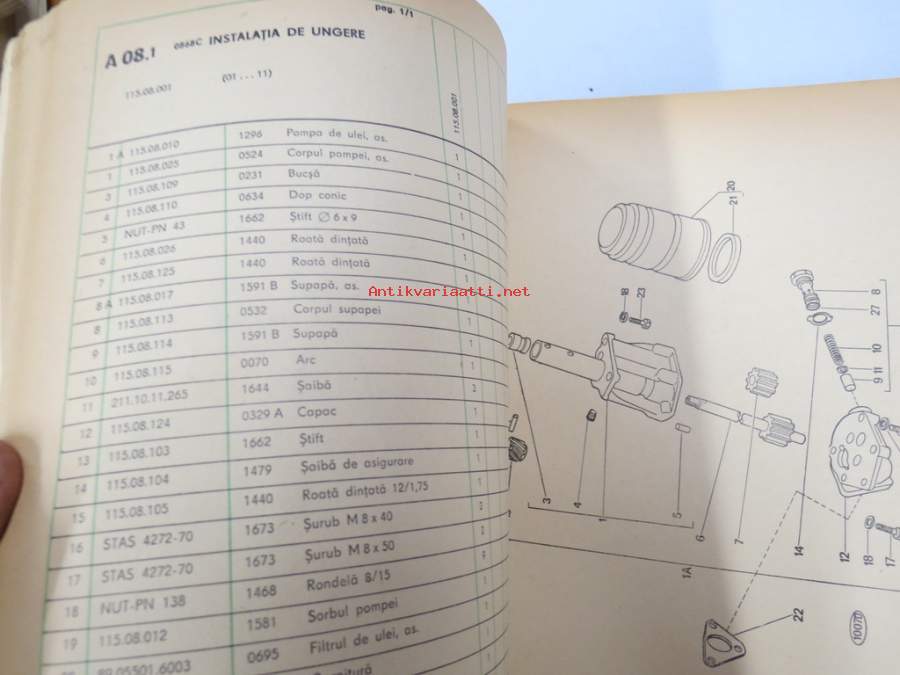 pag. 1/1
A 08.1 0868C INSTALAȚIA DE UNGERE
115.08.001 (01 ... 11)
115.08.001
1 A 115.08.010 1296 Pompa de ulei, as. 1
1 115.08.025 0524 Corpul pompei, as. 1
3 115.08.109 0231 Bucșă 1
4 115.08.110 0634 Dop conic 1
5 NUT-PN 43 1662 Știft Ø 6 x 9 1
6 115.08.026 1440 Roată dințată 1
7 115.08.125 1440 Roată dințată 1
8 A 115.08.017 1591 B Supapă, as.
8 115.08.113 0532 Corpul supapei 1
9 115.08.114 1591 B Supapă 1
10 115.08.115 0070 Arc 1
11 211.10.11.265 1644 Șaibă 2
12 115.08.124 0329 A Capac 1
13 115.08.103 1662 Știft 1
14 115.08.104 1479 Șaibă de asigurare 1
15 115.08.105 1440 Roată dințată 12/1,75 1
16 STAS 4272-70 1673 Șurub M 8 x 40 2
17 STAS 4272-70 1673 Șurub M 8 x 50 2
18 NUT-PN 138 1468 Rondelă 8/15
19 115.08.012 1581 Sorbul pompei 1
89.05501.6003 0695 Filtrul de ulei, as. 1
Antikvariaatti.net
20
21
18
23
8
27
10
11
9
3
4
1
5
6
7
14
12
18
17
1A
22
10070